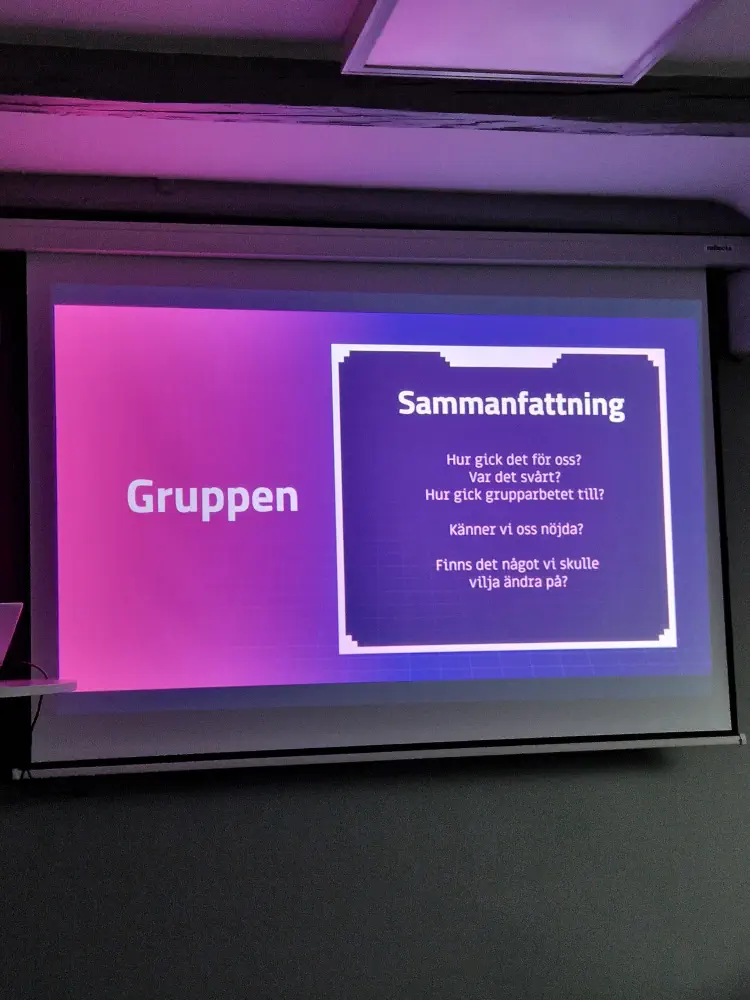 Gruppen
Sammanfattning
Hur gick det för oss?
Var det svårt?
Hur gick grupparbetet till?
Känner vi oss nöjda?
Finns det något vi skulle
vilja ändra på?